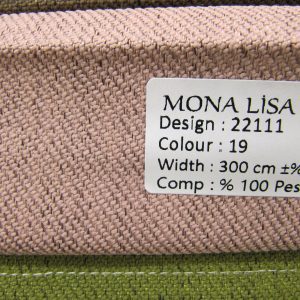 MONA LİSA
Design : 22111
Colour : 19
Width : 300 cm ±%
Comp : % 100 Pes